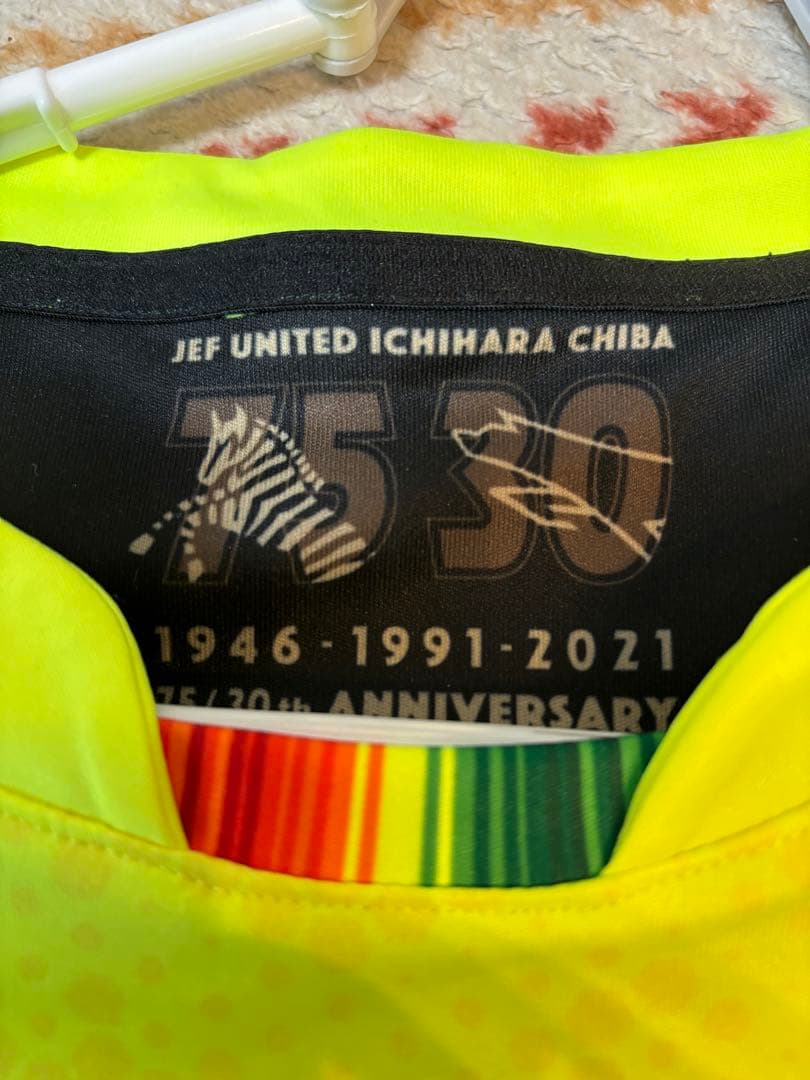 JEF UNITED ICHIHARA CHIBA
75 30
1946 - 1991 - 2021
75/30th ANNIVERSARY